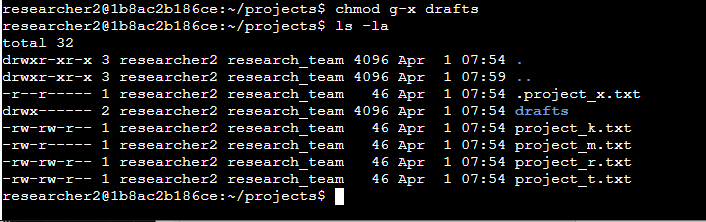 researcher2@1b8ac2b186ce:~/projects$ chmod g-x drafts
researcher2@1b8ac2b186ce:~/projects$ ls -la
total 32
drwxr-xr-x 3 researcher2 research_team 4096 Apr  1 07:54 .
drwxr-xr-x 3 researcher2 research_team 4096 Apr  1 07:59 ..
-r--r----- 1 researcher2 research_team   46 Apr  1 07:54 .project_x.txt
drwx------ 2 researcher2 research_team 4096 Apr  1 07:54 drafts
-rw-rw-r-- 1 researcher2 research_team   46 Apr  1 07:54 project_k.txt
-rw-r----- 1 researcher2 research_team   46 Apr  1 07:54 project_m.txt
-rw-rw-r-- 1 researcher2 research_team   46 Apr  1 07:54 project_r.txt
-rw-rw-r-- 1 researcher2 research_team   46 Apr  1 07:54 project_t.txt
researcher2@1b8ac2b186ce:~/projects$